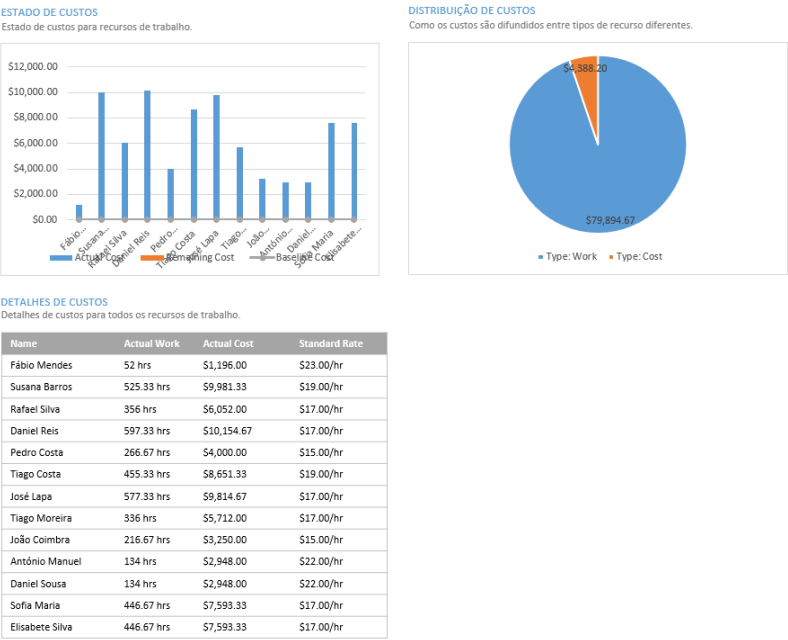 ESTADO DE CUSTOS
Estado de custos para recursos de trabalho.
$12,000.00
$10,000.00
$8,000.00
$6,000.00
$4,000.00
$2,000.00
$0.00
Fábio...
Susana...
Rafael Silva
Daniel Reis
Pedro...
Tiago Costa
José Lapa
Tiago...
João...
António...
Daniel...
Sofia Maria
Elisabete...
Actual Cost Remaining Cost Baseline Cost
DISTRIBUIÇÃO DE CUSTOS
Como os custos são difundidos entre tipos de recurso diferentes.
$4,388.20
$79,894.67
Type: Work Type: Cost
DETALHES DE CUSTOS
Detalhes de custos para todos os recursos de trabalho.
Name Actual Work Actual Cost Standard Rate
Fábio Mendes 52 hrs $1,196.00 $23.00/hr
Susana Barros 525.33 hrs $9,981.33 $19.00/hr
Rafael Silva 356 hrs $6,052.00 $17.00/hr
Daniel Reis 597.33 hrs $10,154.67 $17.00/hr
Pedro Costa 266.67 hrs $4,000.00 $15.00/hr
Tiago Costa 455.33 hrs $8,651.33 $19.00/hr
José Lapa 577.33 hrs $9,814.67 $17.00/hr
Tiago Moreira 336 hrs $5,712.00 $17.00/hr
João Coimbra 216.67 hrs $3,250.00 $15.00/hr
António Manuel 134 hrs $2,948.00 $22.00/hr
Daniel Sousa 134 hrs $2,948.00 $22.00/hr
Sofia Maria 446.67 hrs $7,593.33 $17.00/hr
Elisabete Silva 446.67 hrs $7,593.33 $17.00/hr